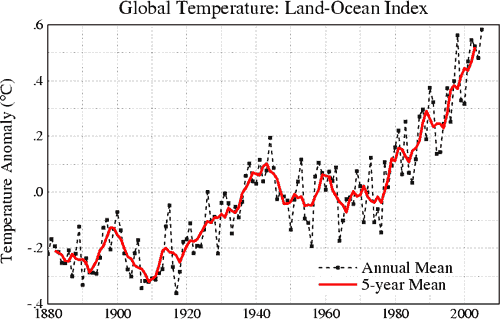 Global Temperature: Land-Ocean Index
Temperature Anomaly (°C)
.6
.4
.2
.0
-.2
-.4
Annual Mean
5-year Mean
1880 1900 1920 1940 1960 1980 2000